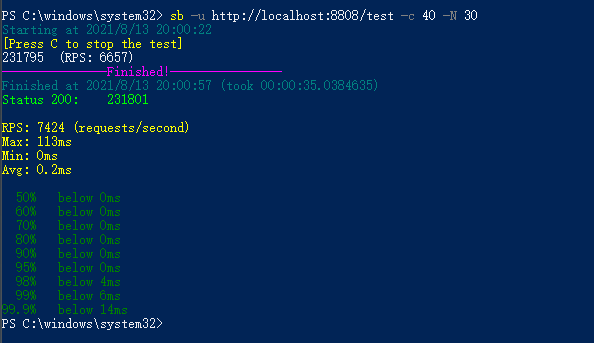 PS C:\windows\system32> sb -u http://localhost:8808/test -c 40 -N 30
Starting at 2021/8/13 20:00:22
[Press C to stop the test]
231795  (RPS: 6657)
---------------Finished!----------------
Finished at 2021/8/13 20:00:57 (took 00:00:35.0384635)
Status 200:    231801

RPS: 7424 (requests/second)
Max: 113ms
Min: 0ms
Avg: 0.2ms

  50%   below 0ms
  60%   below 0ms
  70%   below 0ms
  80%   below 0ms
  90%   below 0ms
  95%   below 0ms
  98%   below 4ms
  99%   below 6ms
99.9%   below 14ms
PS C:\windows\system32>